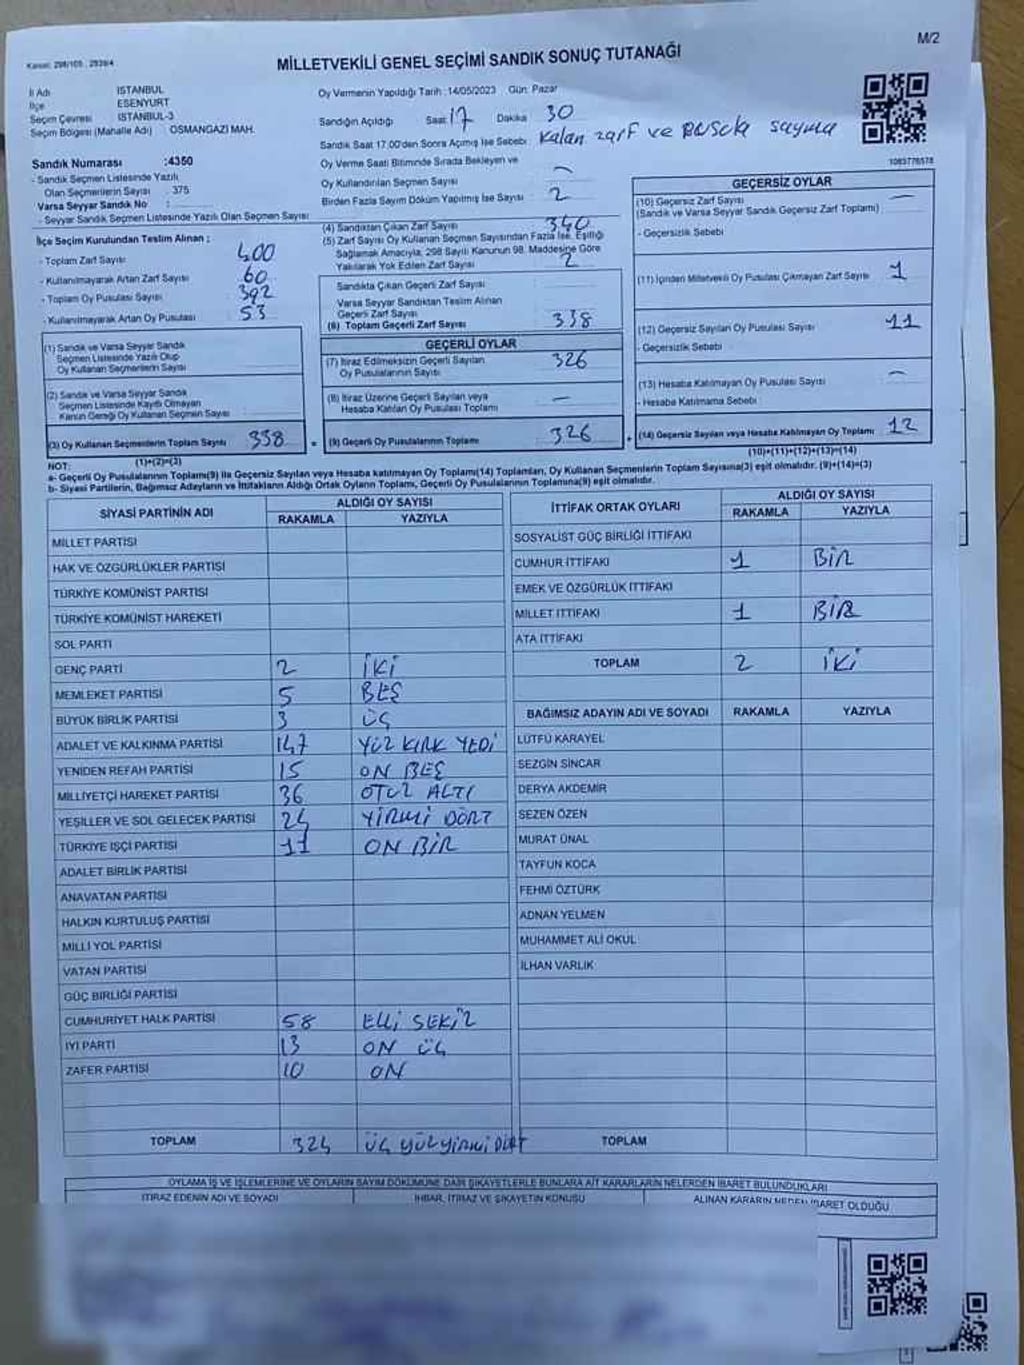 M/2
MİLLETVEKİLİ GENEL SEÇİMİ SANDIK SONUÇ TUTANAĞI
İl Adı İSTANBUL
İlçe ESENYURT
Seçim Çevresi İSTANBUL-3
Seçim Bölgesi (Mahalle Adı) OSMANGAZİ MAH.
Oy Vermenin Yapıldığı Tarih : 14/05/2023 Gün: Pazar
Sandığın Açıldığı Saat 17 Dakika 30
Sandık Saat 17:00'den Sonra Açılmış İse Sebebi: Kalan zarf ve pusula sayımı
Sandık Numarası :4350
- Sandık Seçmen Listesinde Yazılı
Olan Seçmenlerin Sayısı : 375
Varsa Seyyar Sandık No :
- Seyyar Sandık Seçmen Listesinde Yazılı Olan Seçmen Sayısı
Oy Verme Saati Bitiminde Sırada Bekleyen ve
Oy Kullandırılan Seçmen Sayısı —
Birden Fazla Sayım Döküm Yapılmış İse Sayısı 2
1083776578
İlçe Seçim Kurulundan Teslim Alınan :
- Toplam Zarf Sayısı 400
- Kullanılmayarak Artan Zarf Sayısı 60
- Toplam Oy Pusulası Sayısı 392
- Kullanılmayarak Artan Oy Pusulası 53
(4) Sandıktan Çıkan Zarf Sayısı 340
(5) Zarf Sayısı Oy Kullanan Seçmen Sayısından Fazla İse, Eşitliği
Sağlamak Amacıyla, 298 Sayılı Kanunun 98. Maddesine Göre
Yakılarak Yok Edilen Zarf Sayısı 2
Sandıkta Çıkan Geçerli Zarf Sayısı
Varsa Seyyar Sandıktan Teslim Alınan
Geçerli Zarf Sayısı
(6) Toplam Geçerli Zarf Sayısı 338
GEÇERSİZ OYLAR
(10) Geçersiz Zarf Sayısı —
(Sandık ve Varsa Seyyar Sandık Geçersiz Zarf Toplamı)
- Geçersizlik Sebebi
(11) İçinden Milletvekili Oy Pusulası Çıkmayan Zarf Sayısı 1
(12) Geçersiz Sayılan Oy Pusulası Sayısı 11
- Geçersizlik Sebebi
(13) Hesaba Katılmayan Oy Pusulası Sayısı —
- Hesaba Katılmama Sebebi
(14) Geçersiz Sayılan veya Hesaba Katılmayan Oy Toplamı 12
(10)+(11)+(12)+(13)=(14)
(1) Sandık ve Varsa Seyyar Sandık
Seçmen Listesinde Yazılı Olup
Oy Kullanan Seçmenlerin Sayısı
(2) Sandık ve Varsa Seyyar Sandık
Seçmen Listesinde Kayıtlı Olmayan
Kanun Gereği Oy Kullanan Seçmen Sayısı
(3) Oy Kullanan Seçmenlerin Toplam Sayısı 338
(1)+(2)=(3)
GEÇERLİ OYLAR
(7) İtiraz Edilmeksizin Geçerli Sayılan
Oy Pusulalarının Sayısı 326
(8) İtiraz Üzerine Geçerli Sayılan veya
Hesaba Katılan Oy Pusulaları Toplamı —
(9) Geçerli Oy Pusulalarının Toplamı 326
NOT:
a- Geçerli Oy Pusulalarının Toplamı(9) ile Geçersiz Sayılan veya Hesaba katılmayan Oy Toplamı(14) Toplamları, Oy Kullanan Seçmenlerin Toplam Sayısına(3) eşit olmalıdır. (9)+(14)=(3)
b- Siyasi Partilerin, Bağımsız Adayların ve İttifakların Aldığı Ortak Oyların Toplamı, Geçerli Oy Pusulalarının Toplamına(9) eşit olmalıdır.
SİYASİ PARTİNİN ADI ALDIĞI OY SAYISI
RAKAMLA YAZIYLA
MİLLET PARTİSİ
HAK VE ÖZGÜRLÜKLER PARTİSİ
TÜRKİYE KOMÜNİST PARTİSİ
TÜRKİYE KOMÜNİST HAREKETİ
SOL PARTİ
GENÇ PARTİ 2 İKİ
MEMLEKET PARTİSİ 5 BEŞ
BÜYÜK BİRLİK PARTİSİ 3 ÜÇ
ADALET VE KALKINMA PARTİSİ 147 YÜZ KIRK YEDİ
YENİDEN REFAH PARTİSİ 15 ON BEŞ
MİLLİYETÇİ HAREKET PARTİSİ 36 OTUZ ALTI
YEŞİLLER VE SOL GELECEK PARTİSİ 24 YİRMİ DÖRT
TÜRKİYE İŞÇİ PARTİSİ 11 ON BİR
ADALET BİRLİK PARTİSİ
ANAVATAN PARTİSİ
HALKIN KURTULUŞ PARTİSİ
MİLLİ YOL PARTİSİ
VATAN PARTİSİ
GÜÇ BİRLİĞİ PARTİSİ
CUMHURİYET HALK PARTİSİ 58 ELLİ SEKİZ
İYİ PARTİ 13 ON ÜÇ
ZAFER PARTİSİ 10 ON
TOPLAM 324 ÜÇ YÜZ YİRMİ DÖRT
İTTİFAK ORTAK OYLARI ALDIĞI OY SAYISI
RAKAMLA YAZIYLA
SOSYALİST GÜÇ BİRLİĞİ İTTİFAKI
CUMHUR İTTİFAKI 1 BİR
EMEK VE ÖZGÜRLÜK İTTİFAKI
MİLLET İTTİFAKI 1 BİR
ATA İTTİFAKI
TOPLAM 2 İKİ
BAĞIMSIZ ADAYIN ADI VE SOYADI RAKAMLA YAZIYLA
LÜTFÜ KARAYEL
SEZGİN SİNCAR
DERYA AKDEMİR
SEZEN ÖZEN
MURAT ÜNAL
TAYFUN KOCA
FEHMİ ÖZTÜRK
ADNAN YELMEN
MUHAMMET ALİ OKUL
İLHAN VARLIK
TOPLAM
OYLAMA İŞ VE İŞLEMLERİNE VE OYLARIN SAYIM DÖKÜMÜNE DAİR ŞİKAYETLERLE BUNLARA AİT KARARLARIN NELERDEN İBARET BULUNDUKLARI
İTİRAZ EDENİN ADI VE SOYADI İHBAR, İTİRAZ VE ŞİKAYETİN KONUSU ALINAN KARARIN NEDEN İBARET OLDUĞU